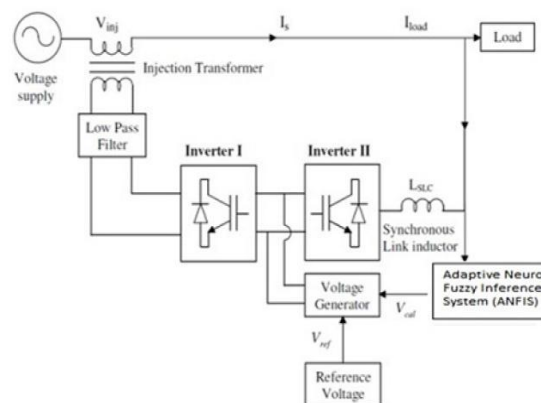 V_inj
I_s
I_load
Load
Voltage
supply
Injection Transformer
Low Pass
Filter
Inverter I
Inverter II
L_SLC
Synchronous
Link inductor
Voltage
Generator
V_cal
Adaptive Neuro
Fuzzy Inference
System (ANFIS)
V_ref
Reference
Voltage